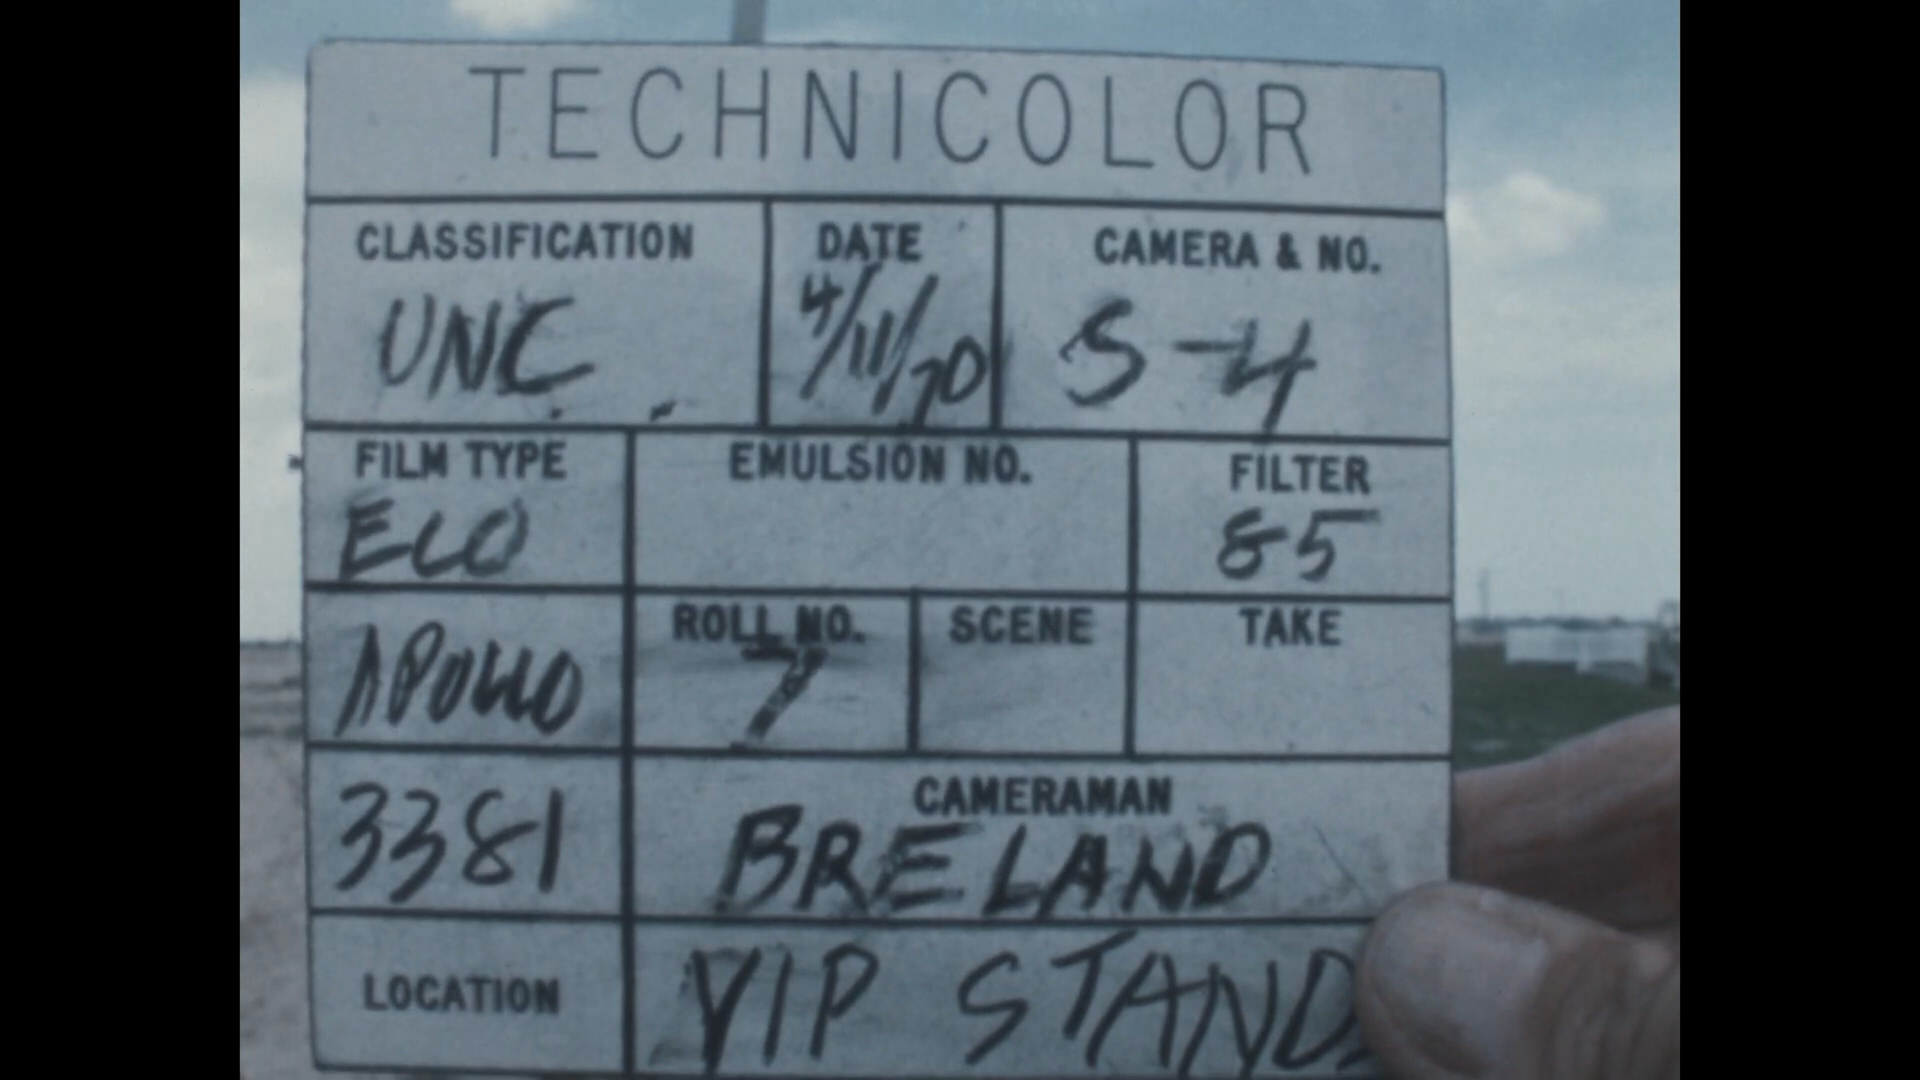 TECHNICOLOR
CLASSIFICATION DATE CAMERA & NO.
UNC. 4/11/70 S-4
FILM TYPE EMULSION NO. FILTER
ECO 85
ROLL NO. SCENE TAKE
APOLLO 7
3381 CAMERAMAN
BRELAND
LOCATION VIP STANDS